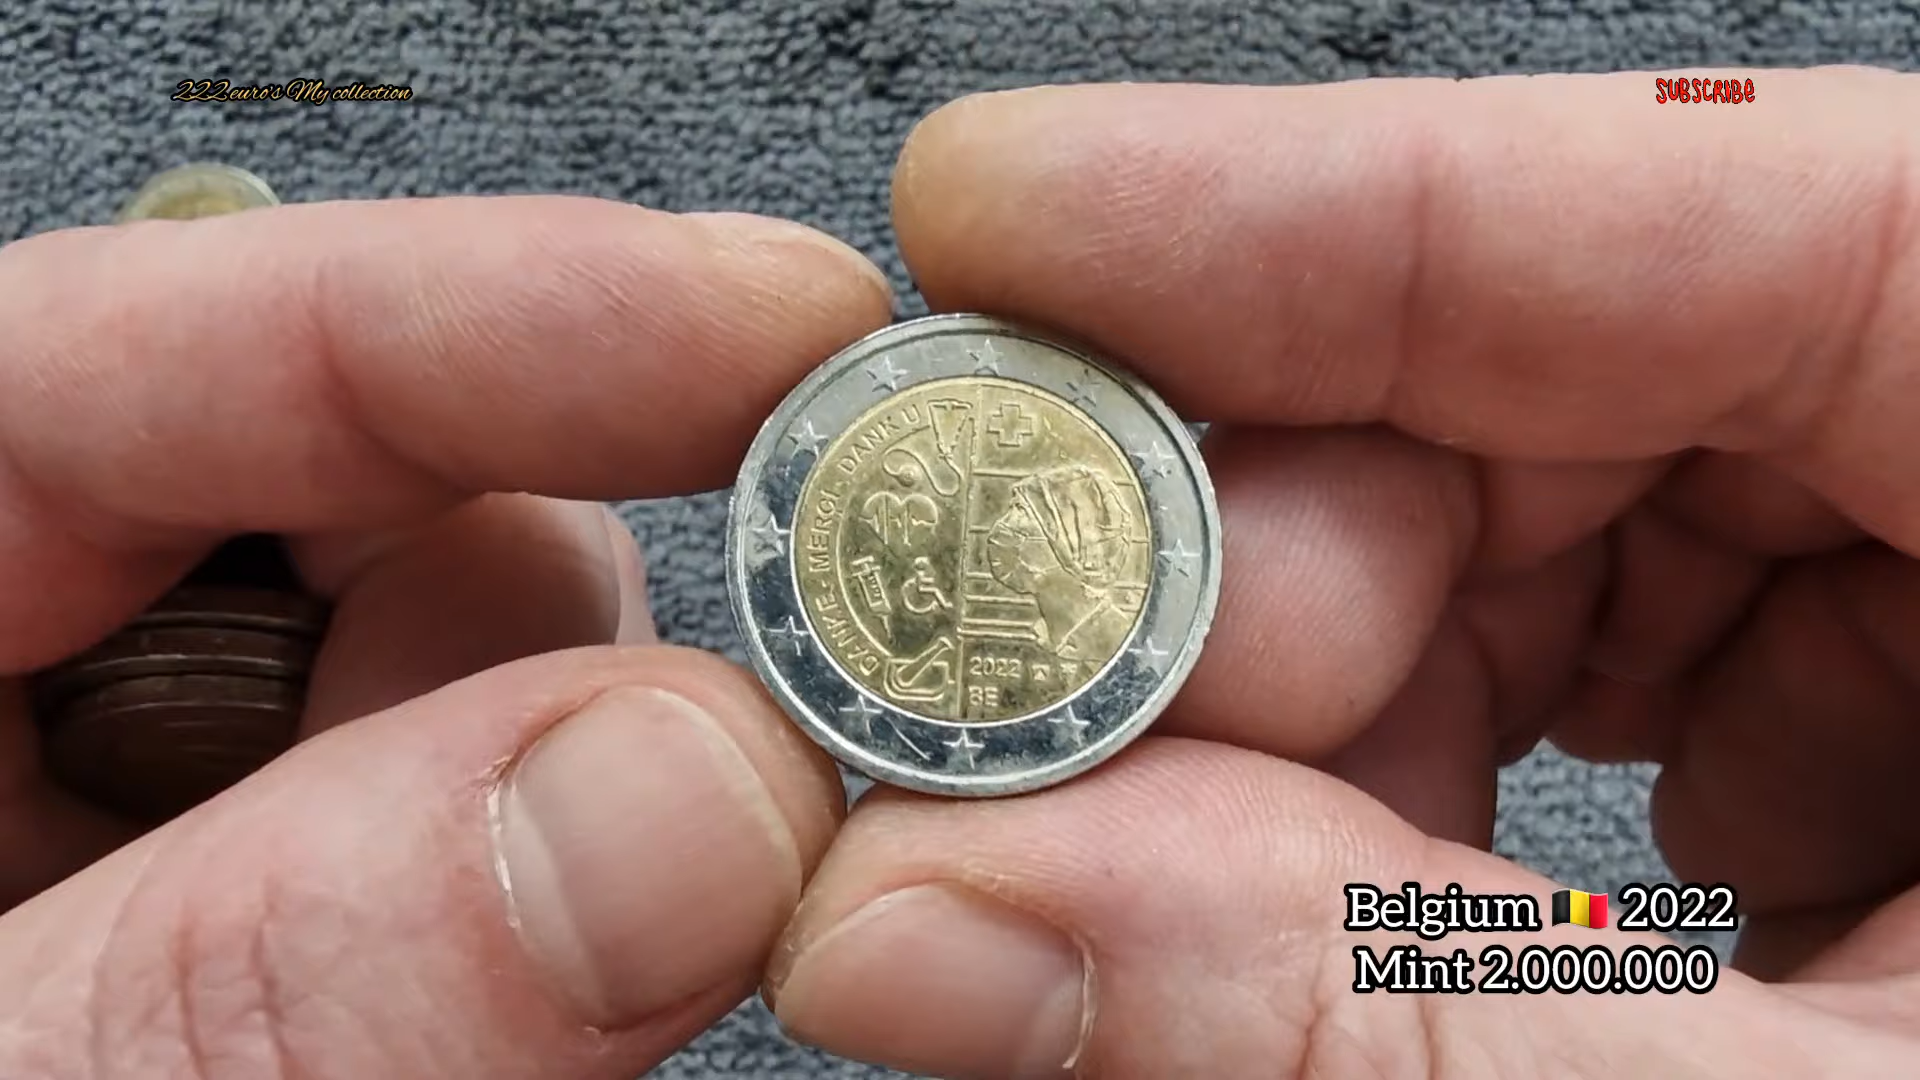 222euro's My collection
SUBSCRIBE
DANKE - MERCI - DANK U
2022
BE
Belgium 🇧🇪 2022
Mint 2.000.000